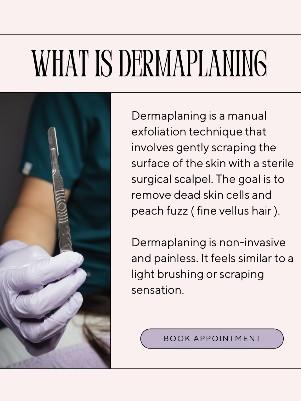 WHAT IS DERMAPLANING
Dermaplaning is a manual
exfoliation technique that
involves gently scraping the
surface of the skin with a sterile
surgical scalpel. The goal is to
remove dead skin cells and
peach fuzz ( fine vellus hair ).
Dermaplaning is non-invasive
and painless. It feels similar to a
light brushing or scraping
sensation.
BOOK APPOINTMENT